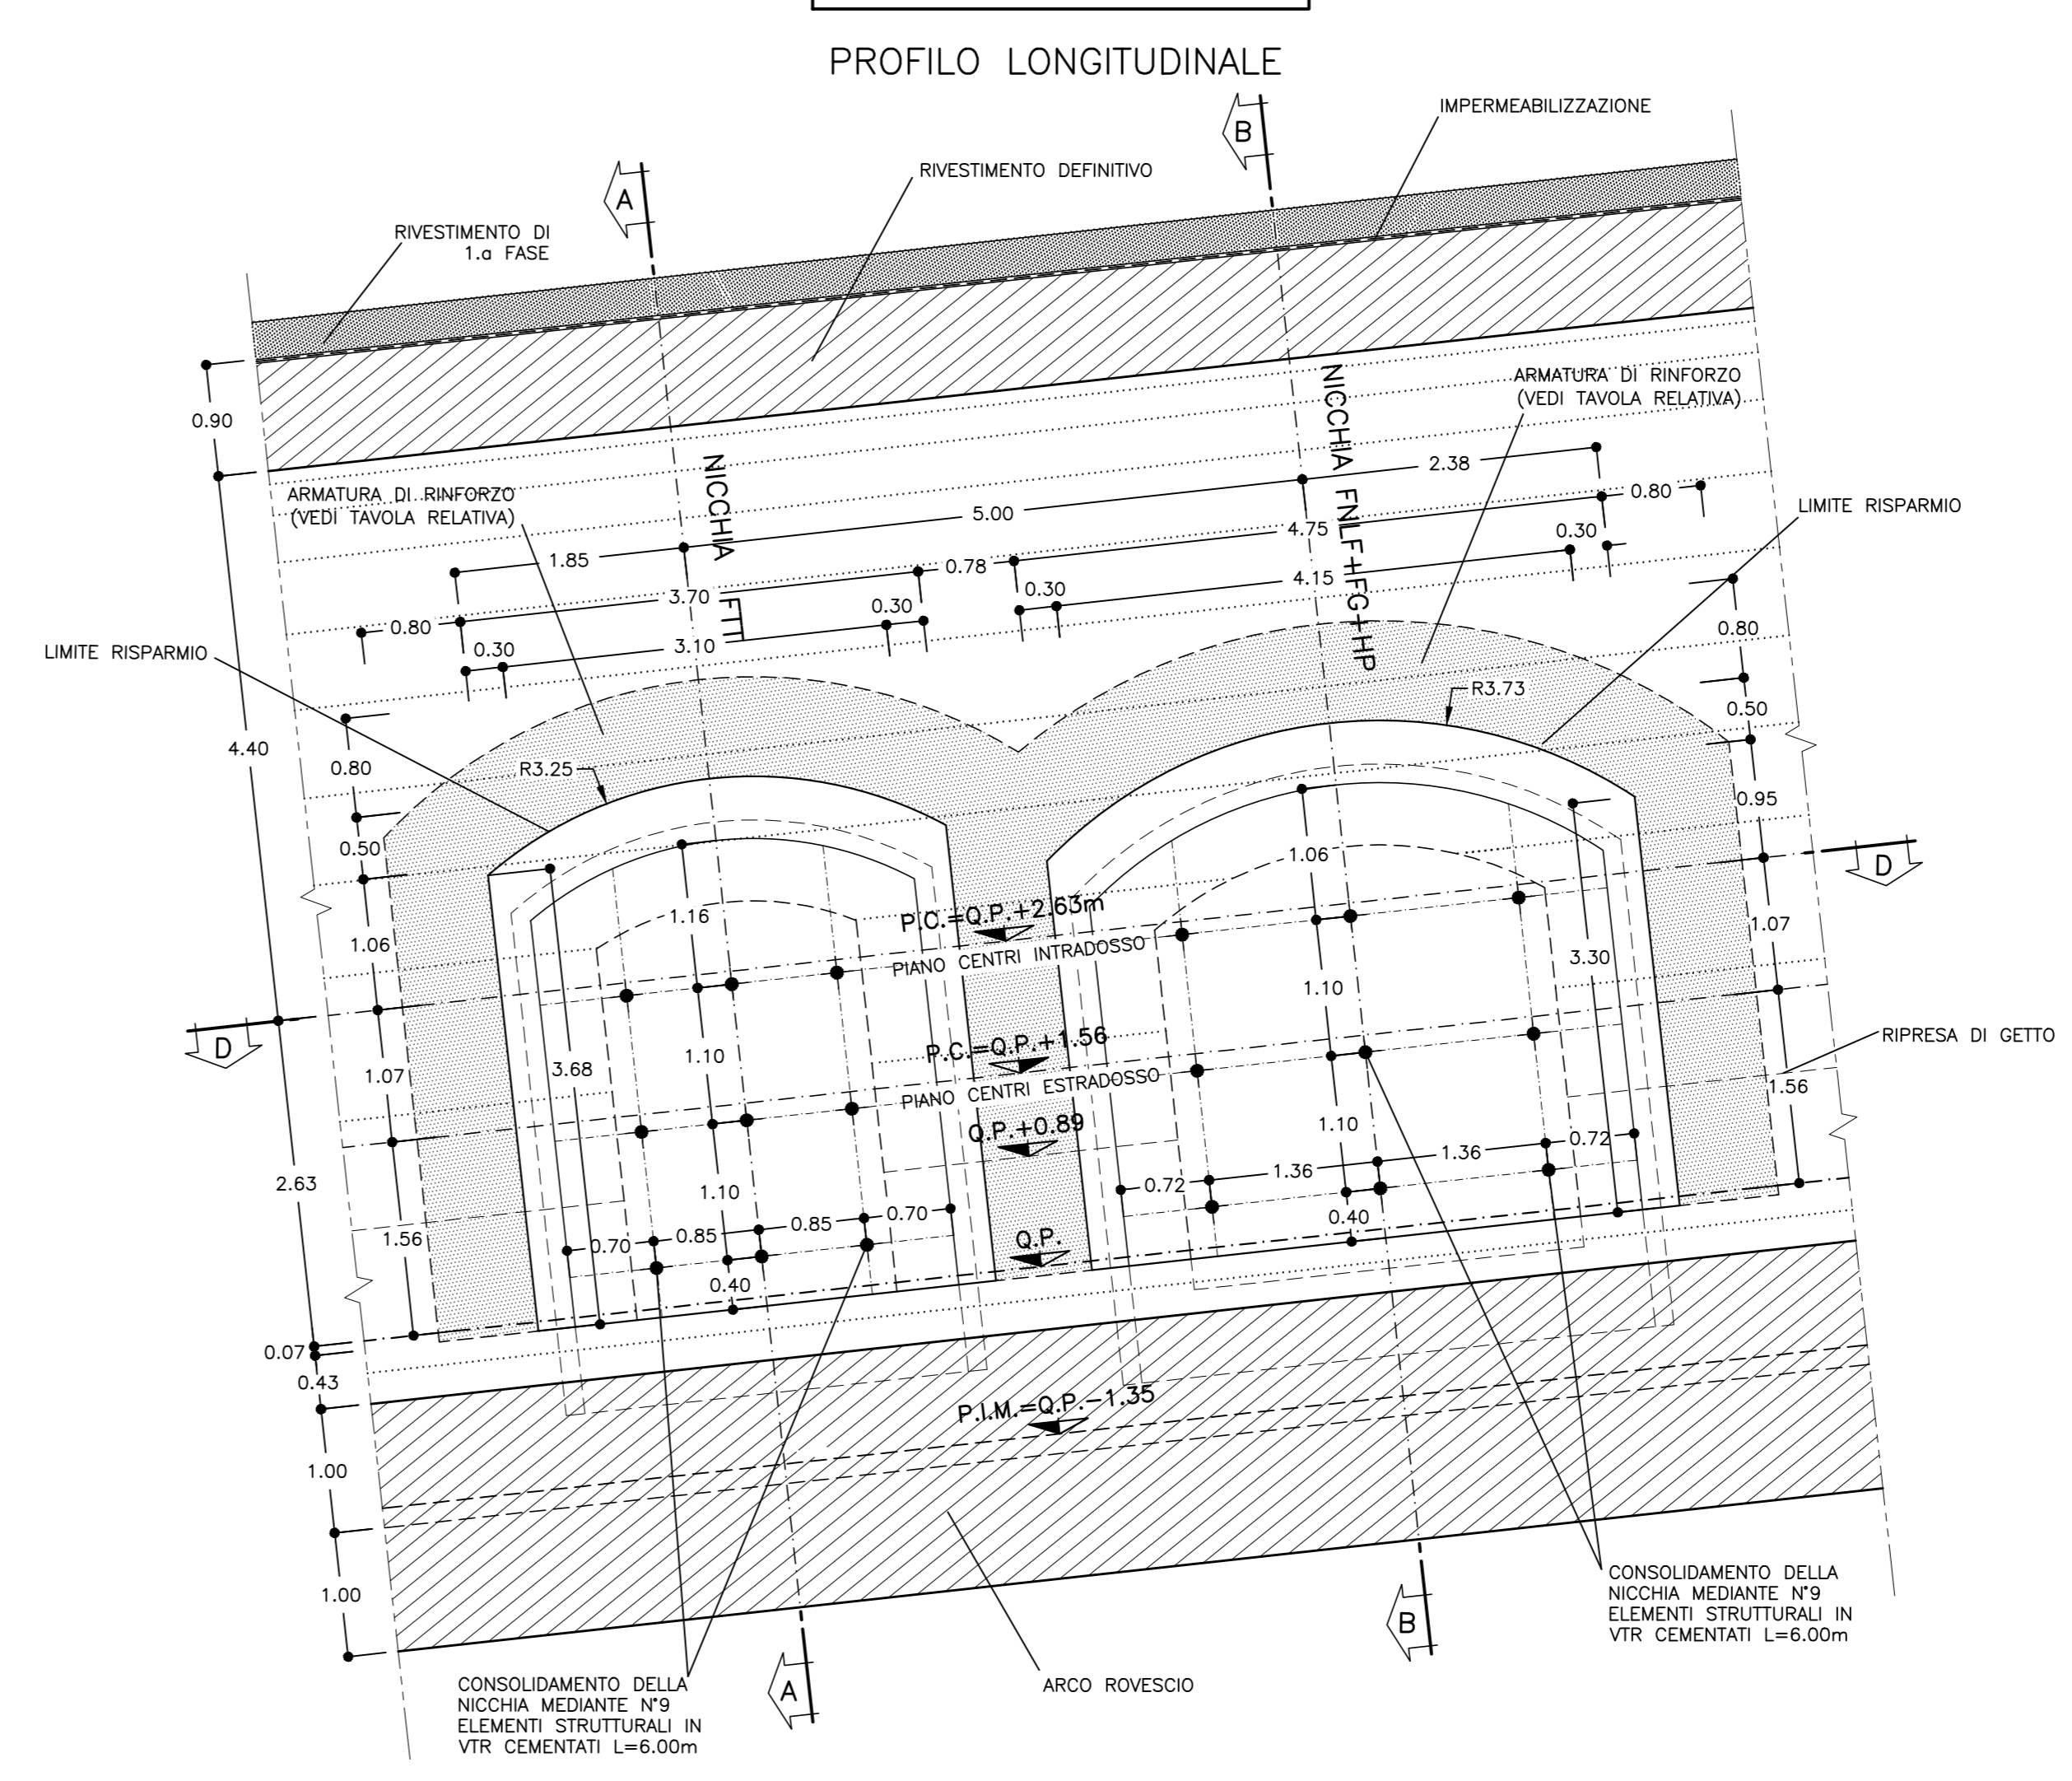 PROFILO LONGITUDINALE
IMPERMEABILIZZAZIONE
B
RIVESTIMENTO DEFINITIVO
A
RIVESTIMENTO DI
1.a FASE
ARMATURA DI RINFORZO
(VEDI TAVOLA RELATIVA)
NICCHIA FNLF+FG+HP
0.90
2.38
NICCHIA
FTT
ARMATURA DI RINFORZO
(VEDI TAVOLA RELATIVA)
5.00
0.80
LIMITE RISPARMIO
4.75
0.30
1.85
0.78
4.15
3.70
0.30
0.30
0.80
0.30
3.10
0.80
LIMITE RISPARMIO
R3.73
0.50
4.40
0.80
R3.25
0.95
0.50
1.06
D
1.16
P.C.=Q.P.+2.63m
1.07
1.06
PIANO CENTRI INTRADOSSO
3.30
1.10
D
P.C.=Q.P.+1.56
RIPRESA DI GETTO
1.10
3.68
1.07
PIANO CENTRI ESTRADOSSO
1.56
Q.P.+0.89
1.10
1.36
0.72
1.36
0.72
2.63
1.10
0.40
0.70
0.85
0.85
0.70
1.56
Q.P.
0.40
0.07
0.43
P.I.M.=Q.P.-1.35
1.00
1.00
CONSOLIDAMENTO DELLA
NICCHIA MEDIANTE N°9
ELEMENTI STRUTTURALI IN
VTR CEMENTATI L=6.00m
B
A
ARCO ROVESCIO
CONSOLIDAMENTO DELLA
NICCHIA MEDIANTE N°9
ELEMENTI STRUTTURALI IN
VTR CEMENTATI L=6.00m